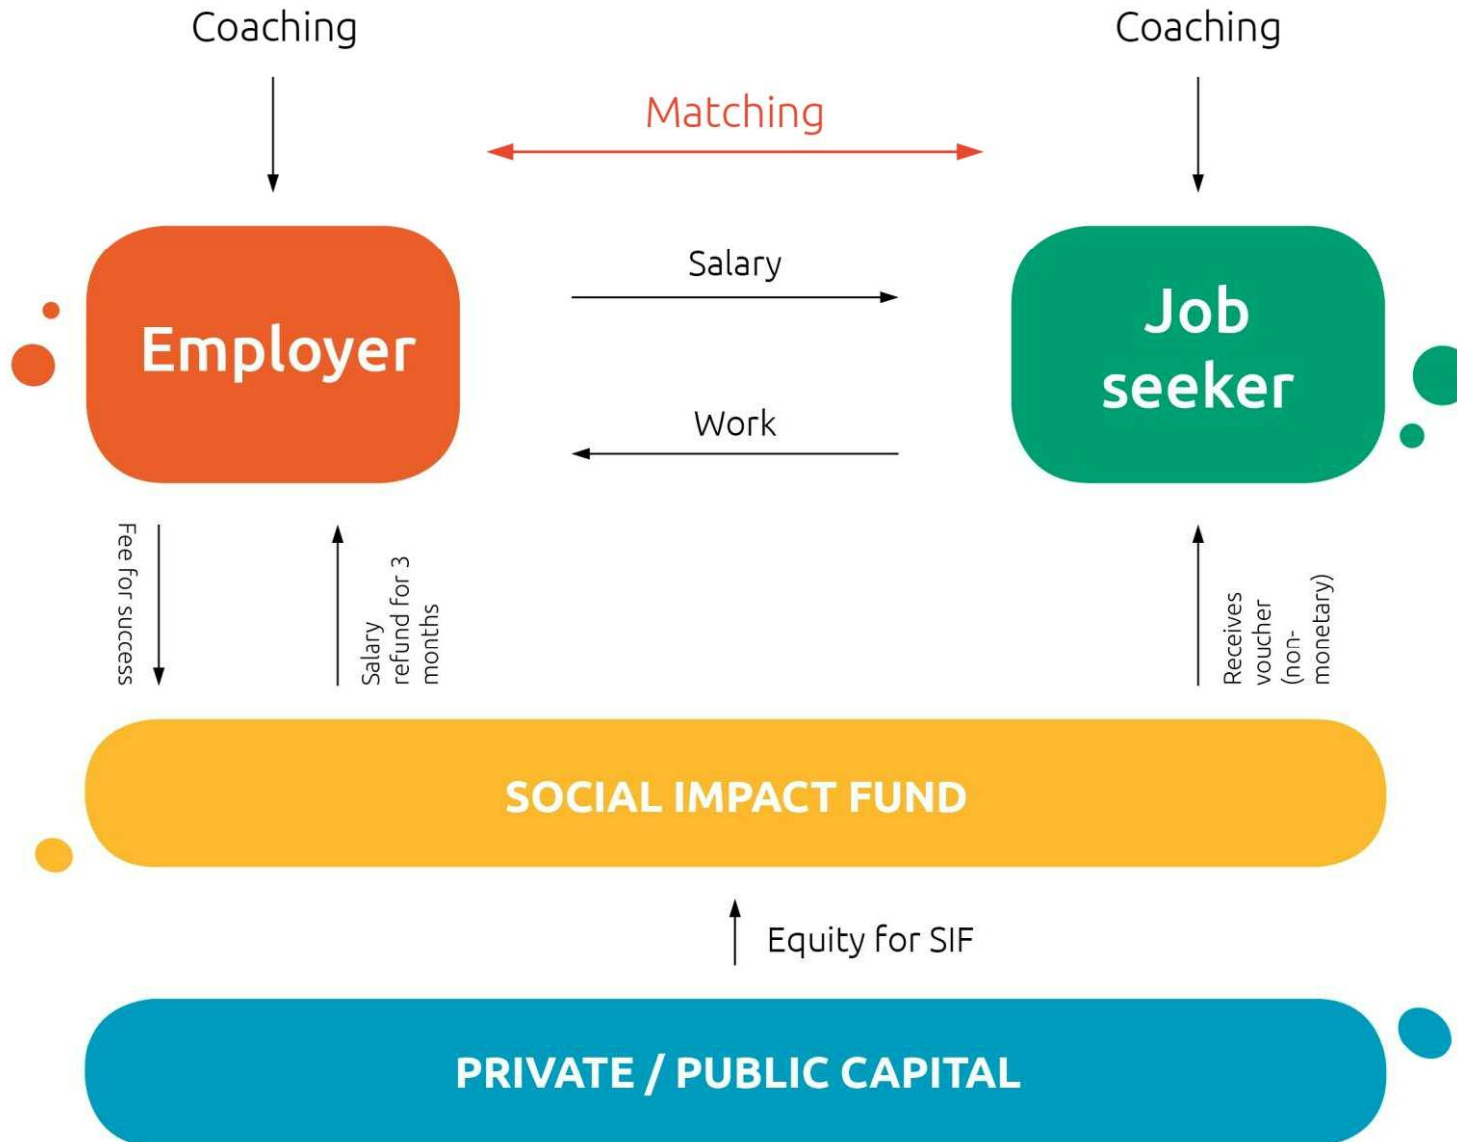 Coaching
Coaching
Matching
Salary
Employer
Job
seeker
Work
Fee for success
Salary
refund for 3
months
Receives
voucher
(non-
monetary)
SOCIAL IMPACT FUND
Equity for SIF
PRIVATE / PUBLIC CAPITAL